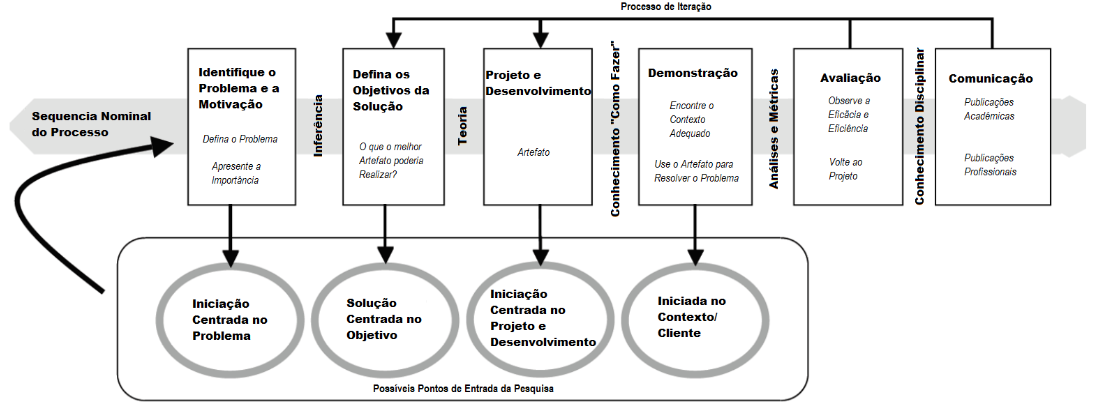 Processo de Iteração
Sequencia Nominal
do Processo
Identifique o
Problema e a
Motivação
Defina o Problema
Apresente a
Importância
Inferência
Defina os
Objetivos da
Solução
O que o melhor
Artefato poderia
Realizar?
Teoria
Projeto e
Desenvolvimento
Artefato
Conhecimento "Como Fazer"
Demonstração
Encontre o
Contexto
Adequado
Use o Artefato para
Resolver o Problema
Análises e Métricas
Avaliação
Observe a
Eficãcia e
Eficiência
Volte ao
Projeto
Conhecimento Disciplinar
Comunicação
Publicações
Acadêmicas
Publicações
Profissionais
Iniciação
Centrada no
Problema
Solução
Centrada no
Objetivo
Iniciação
Centrada no
Projeto e
Desenvolvimento
Iniciada no
Contexto/
Cliente
Possíveis Pontos de Entrada da Pesquisa